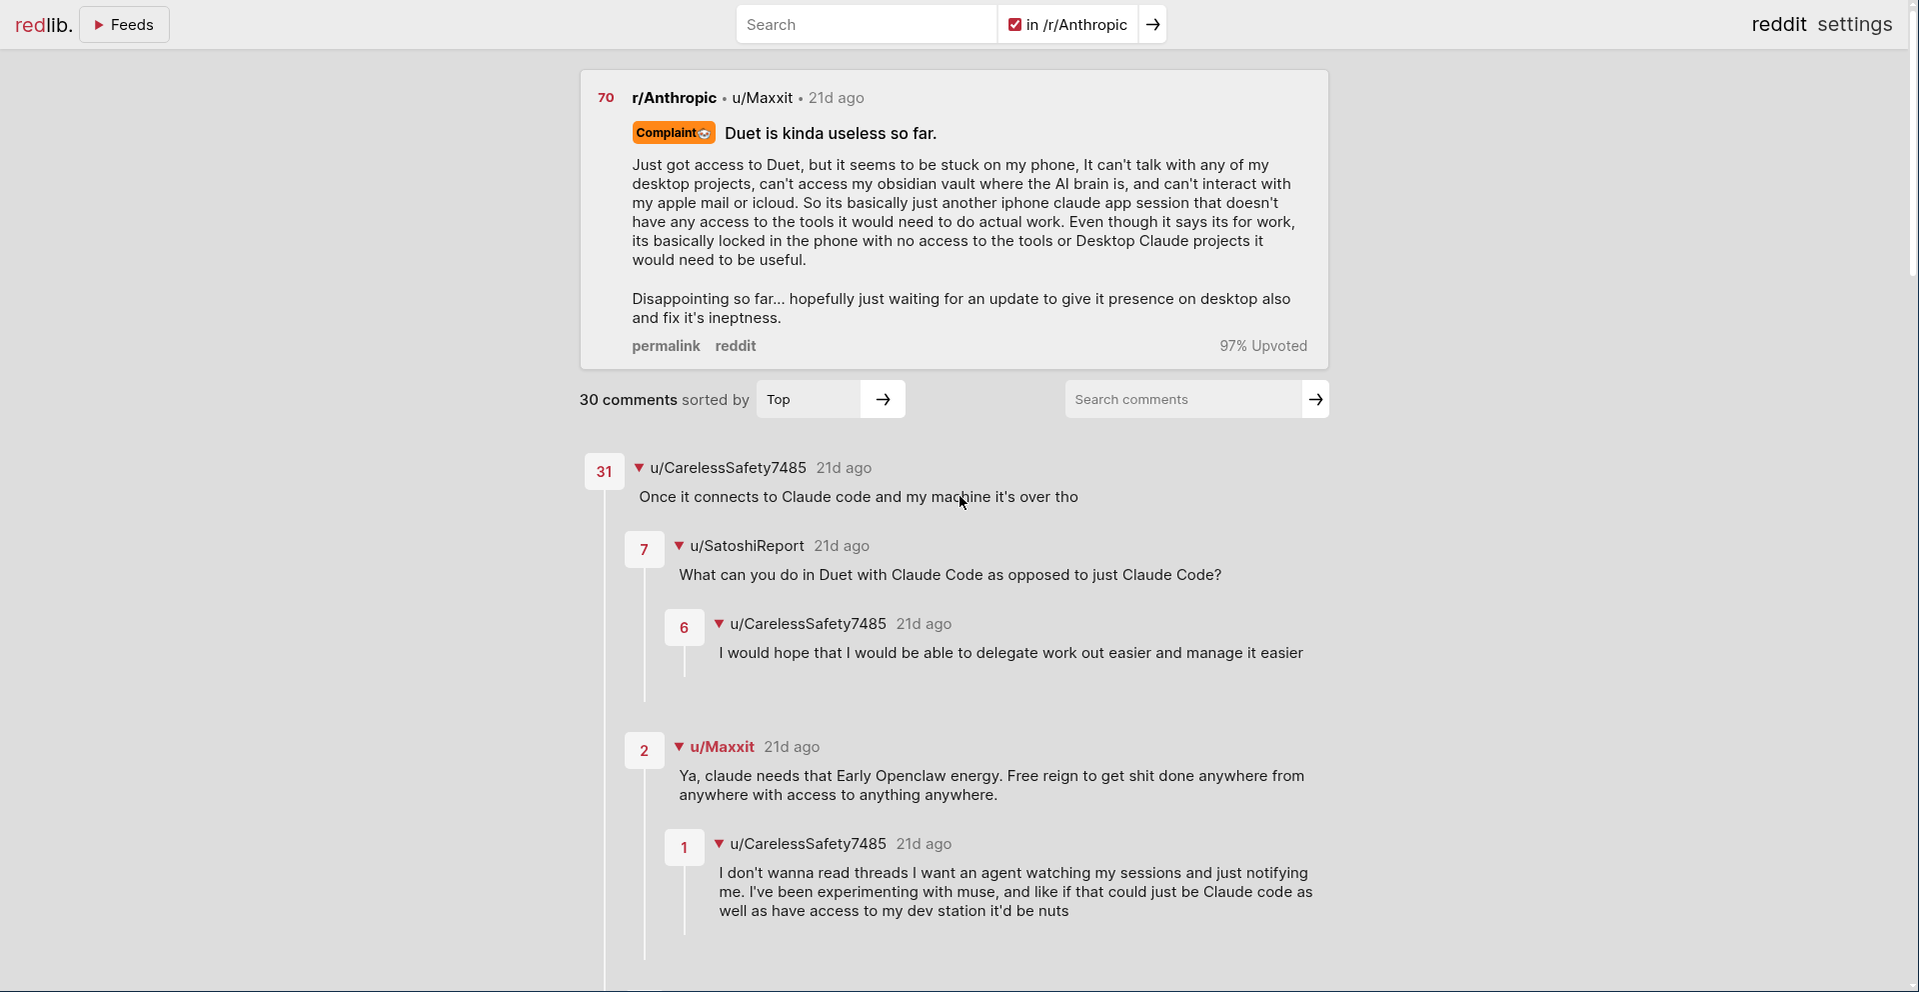 redlib.
Feeds
Search
in /r/Anthropic
→
reddit settings
70 r/Anthropic • u/Maxxit • 21d ago
Complaint Duet is kinda useless so far.
Just got access to Duet, but it seems to be stuck on my phone, It can't talk with any of my
desktop projects, can't access my obsidian vault where the AI brain is, and can't interact with
my apple mail or icloud. So its basically just another iphone claude app session that doesn't
have any access to the tools it would need to do actual work. Even though it says its for work,
its basically locked in the phone with no access to the tools or Desktop Claude projects it
would need to be useful.
Disappointing so far... hopefully just waiting for an update to give it presence on desktop also
and fix it's ineptness.
permalink reddit 97% Upvoted
30 comments sorted by Top → Search comments →
31 u/CarelessSafety7485 21d ago
Once it connects to Claude code and my machine it's over tho
7 u/SatoshiReport 21d ago
What can you do in Duet with Claude Code as opposed to just Claude Code?
6 u/CarelessSafety7485 21d ago
I would hope that I would be able to delegate work out easier and manage it easier
2 u/Maxxit 21d ago
Ya, claude needs that Early Openclaw energy. Free reign to get shit done anywhere from
anywhere with access to anything anywhere.
1 u/CarelessSafety7485 21d ago
I don't wanna read threads I want an agent watching my sessions and just notifying
me. I've been experimenting with muse, and like if that could just be Claude code as
well as have access to my dev station it'd be nuts